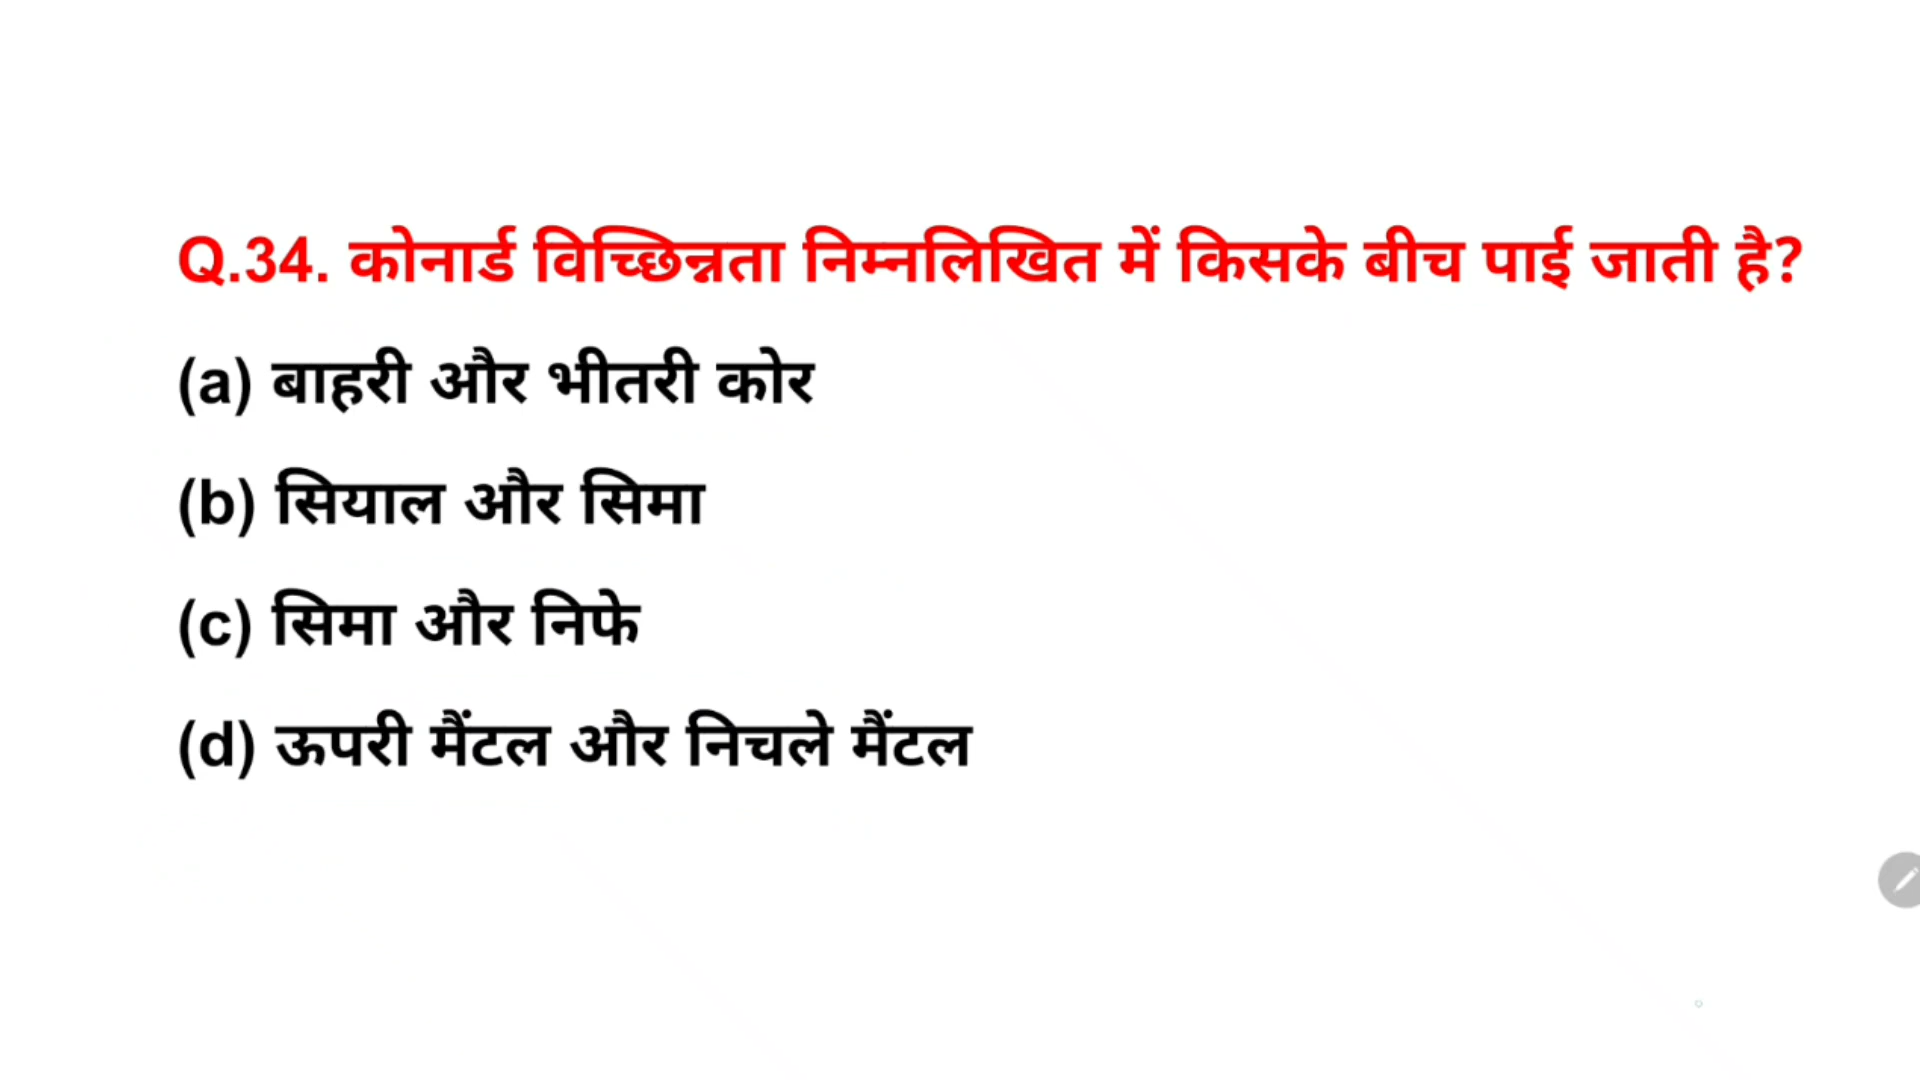 Q.34. कोनार्ड विच्छिन्नता निम्नलिखित में किसके बीच पाई जाती है?
(a) बाहरी और भीतरी कोर
(b) सियाल और सिमा
(c) सिमा और निफे
(d) ऊपरी मैंटल और निचले मैंटल